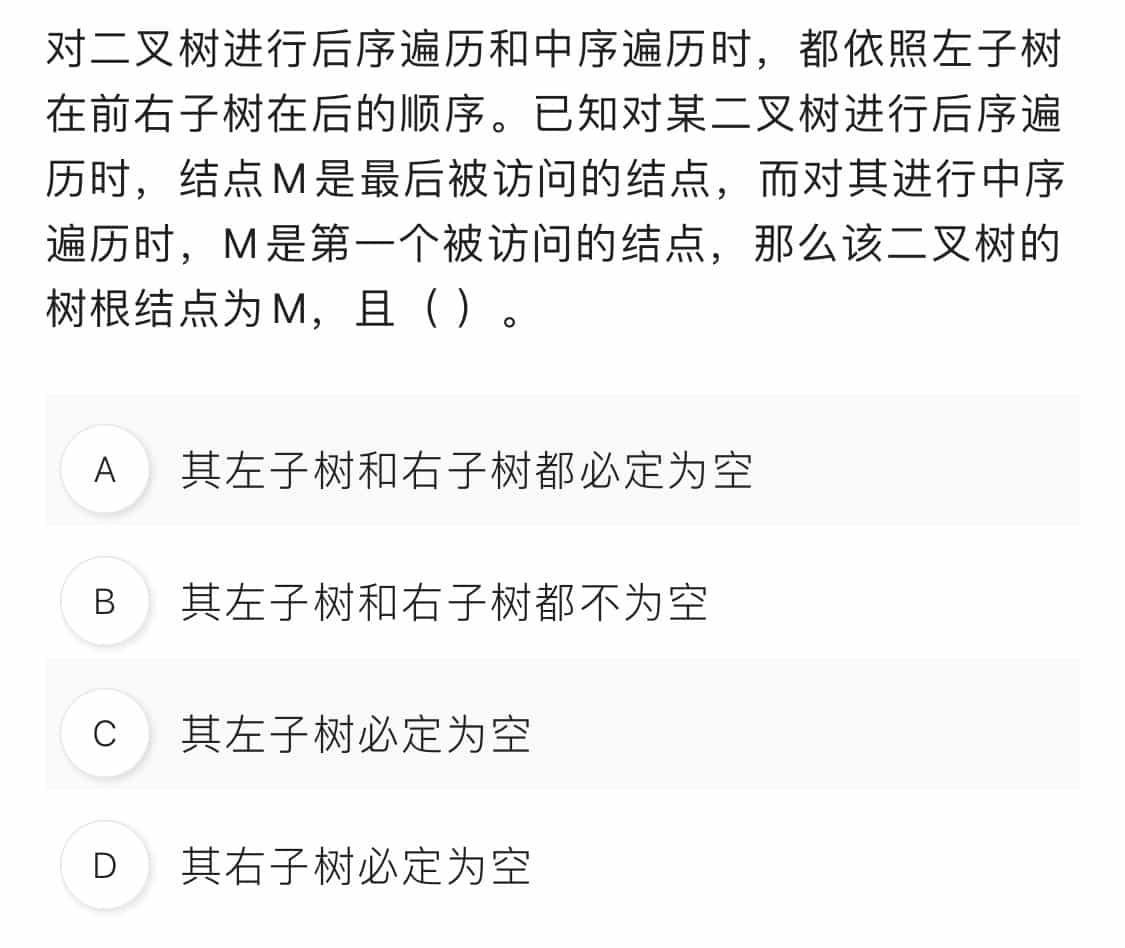 对二叉树进行后序遍历和中序遍历时，都依照左子树
在前右子树在后的顺序。已知对某二叉树进行后序遍
历时，结点M是最后被访问的结点，而对其进行中序
遍历时，M是第一个被访问的结点，那么该二叉树的
树根结点为M，且（ ）。
A 其左子树和右子树都必定为空
B 其左子树和右子树都不为空
C 其左子树必定为空
D 其右子树必定为空